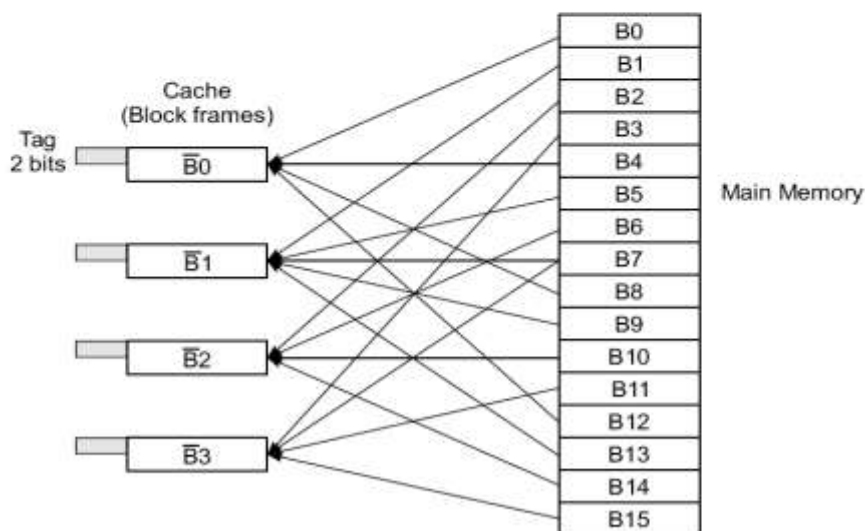 Cache
(Block frames)
Tag
2 bits
B̅0
B̅1
B̅2
B̅3
B0
B1
B2
B3
B4
B5
B6
B7
B8
B9
B10
B11
B12
B13
B14
B15
Main Memory